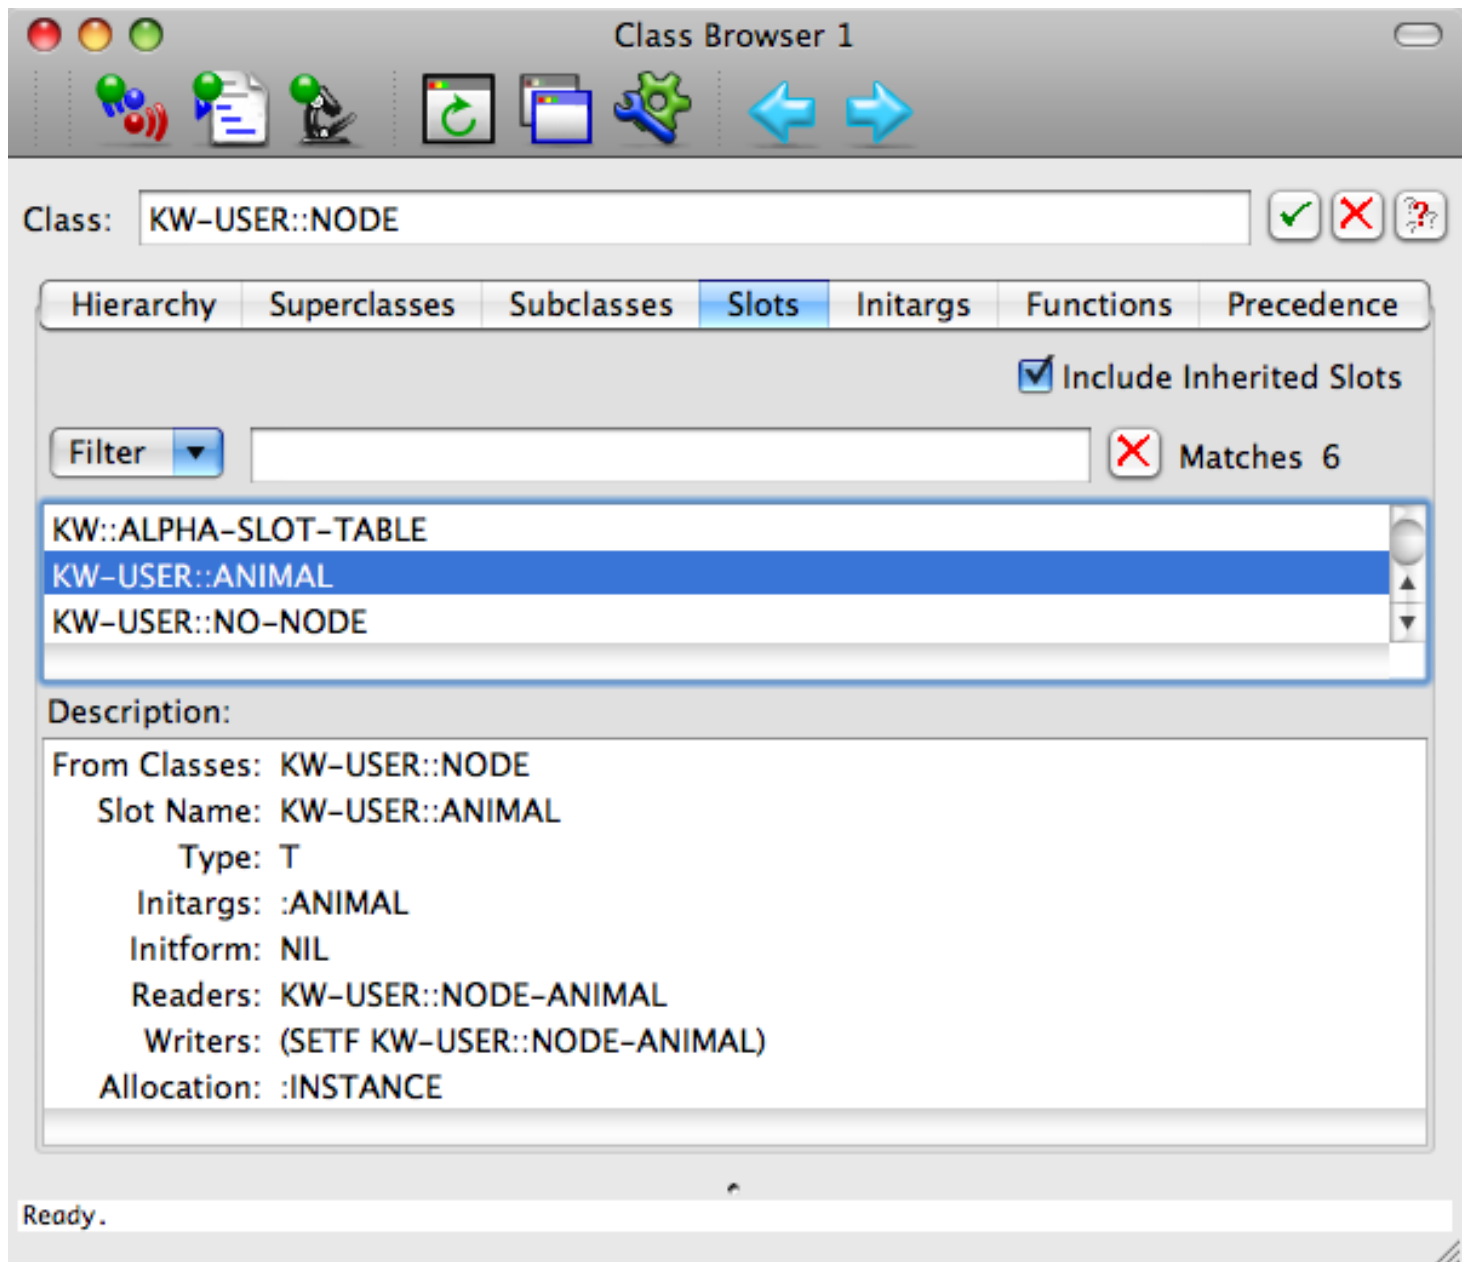 Class Browser 1
Class: KW-USER::NODE
Hierarchy Superclasses Subclasses Slots Initargs Functions Precedence
Include Inherited Slots
Filter Matches 6
KW::ALPHA-SLOT-TABLE
KW-USER::ANIMAL
KW-USER::NO-NODE
Description:
From Classes: KW-USER::NODE
Slot Name: KW-USER::ANIMAL
Type: T
Initargs: :ANIMAL
Initform: NIL
Readers: KW-USER::NODE-ANIMAL
Writers: (SETF KW-USER::NODE-ANIMAL)
Allocation: :INSTANCE
Ready.